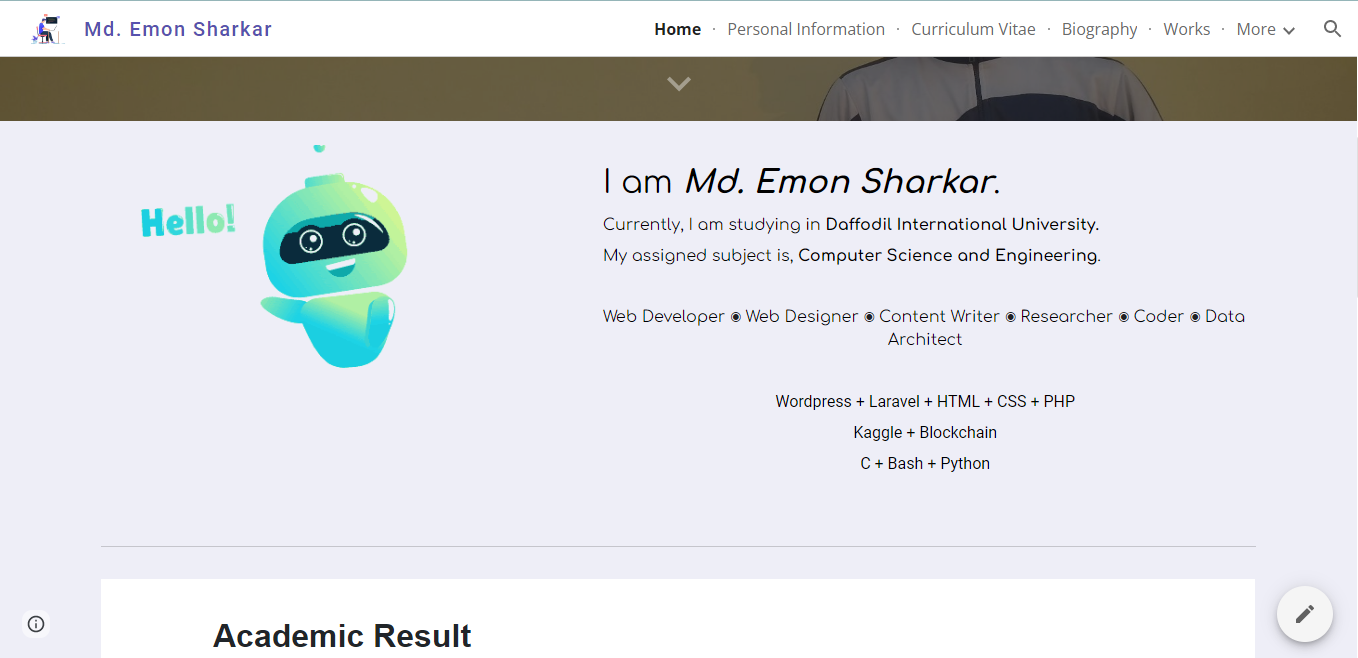 Md. Emon Sharkar
Home · Personal Information · Curriculum Vitae · Biography · Works · More
Hello!
I am Md. Emon Sharkar.
Currently, I am studying in Daffodil International University.
My assigned subject is, Computer Science and Engineering.
Web Developer ◉ Web Designer ◉ Content Writer ◉ Researcher ◉ Coder ◉ Data
Architect
Wordpress + Laravel + HTML + CSS + PHP
Kaggle + Blockchain
C + Bash + Python
Academic Result